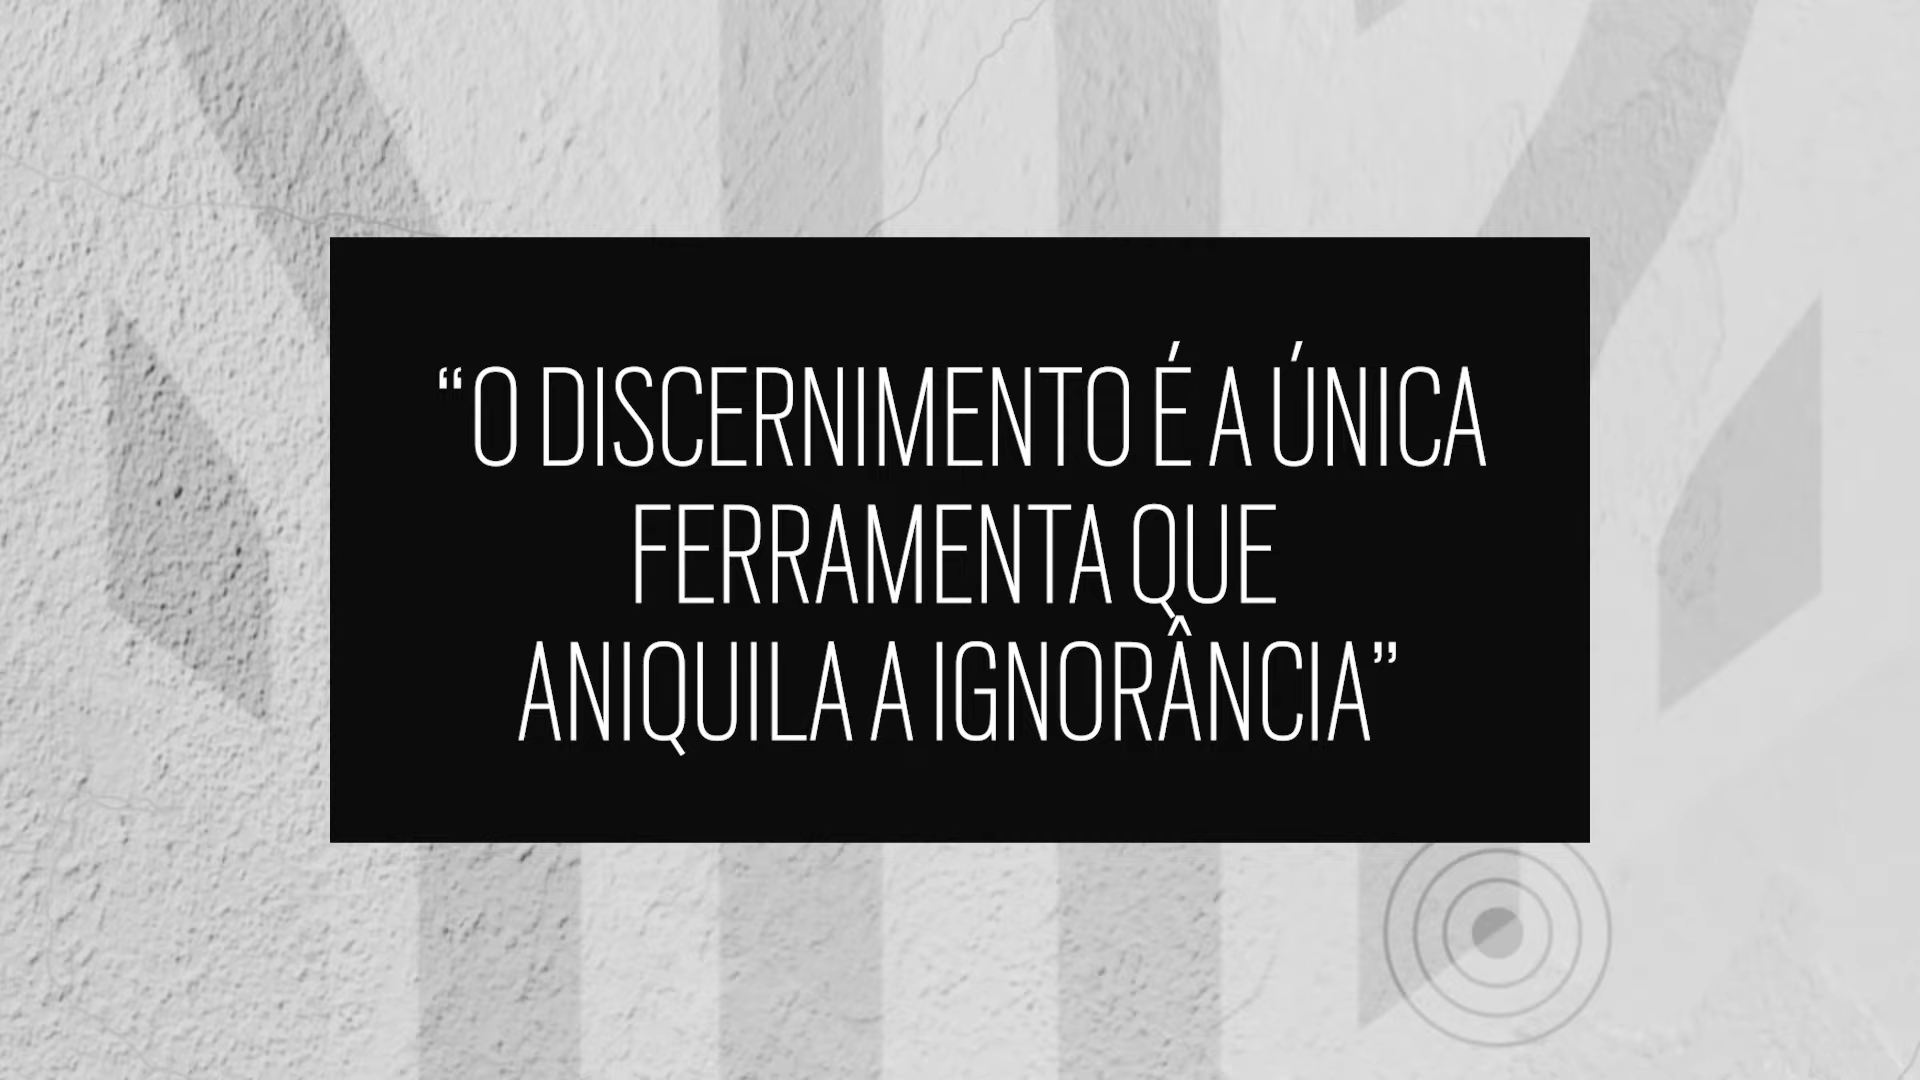 “O DISCERNIMENTO É A ÚNICA
FERRAMENTA QUE
ANIQUILA A IGNORÂNCIA”